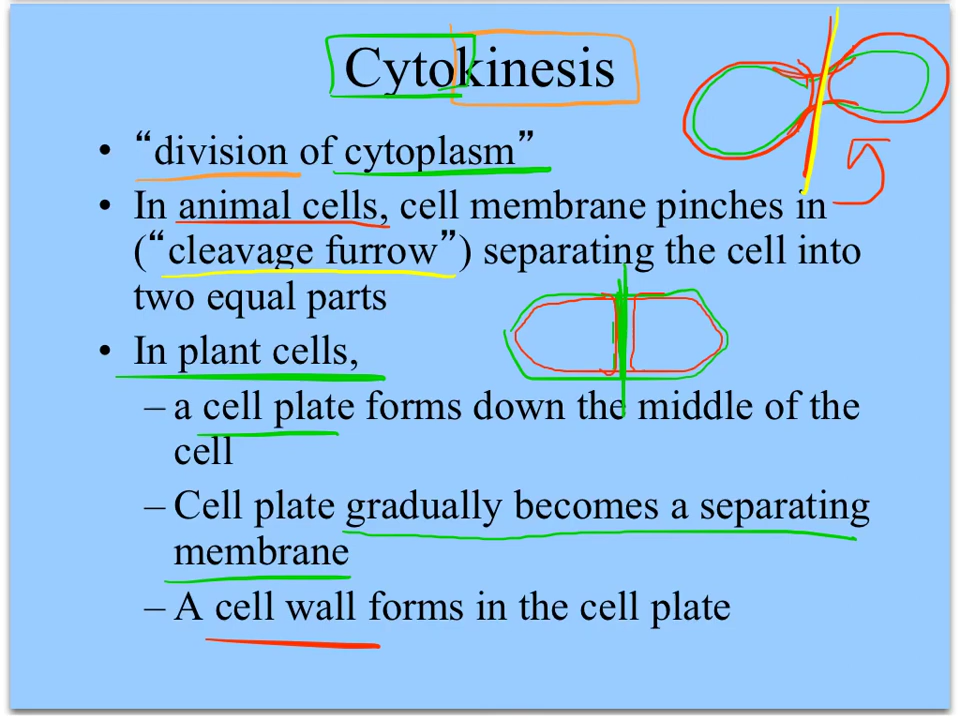 Cytokinesis
• “division of cytoplasm”
• In animal cells, cell membrane pinches in
(“cleavage furrow”) separating the cell into
two equal parts
• In plant cells,
– a cell plate forms down the middle of the
cell
– Cell plate gradually becomes a separating
membrane
– A cell wall forms in the cell plate